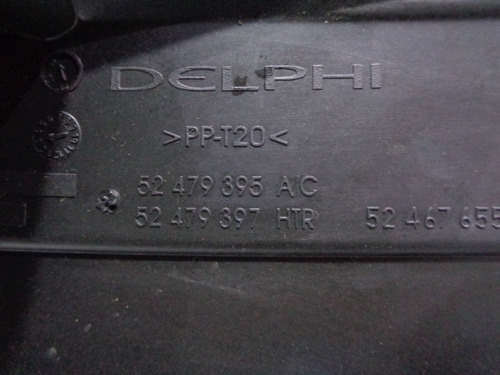 DELPHI
>PP-T20<
52 479 395 A/C
52 479 397 HTR 52 467 655